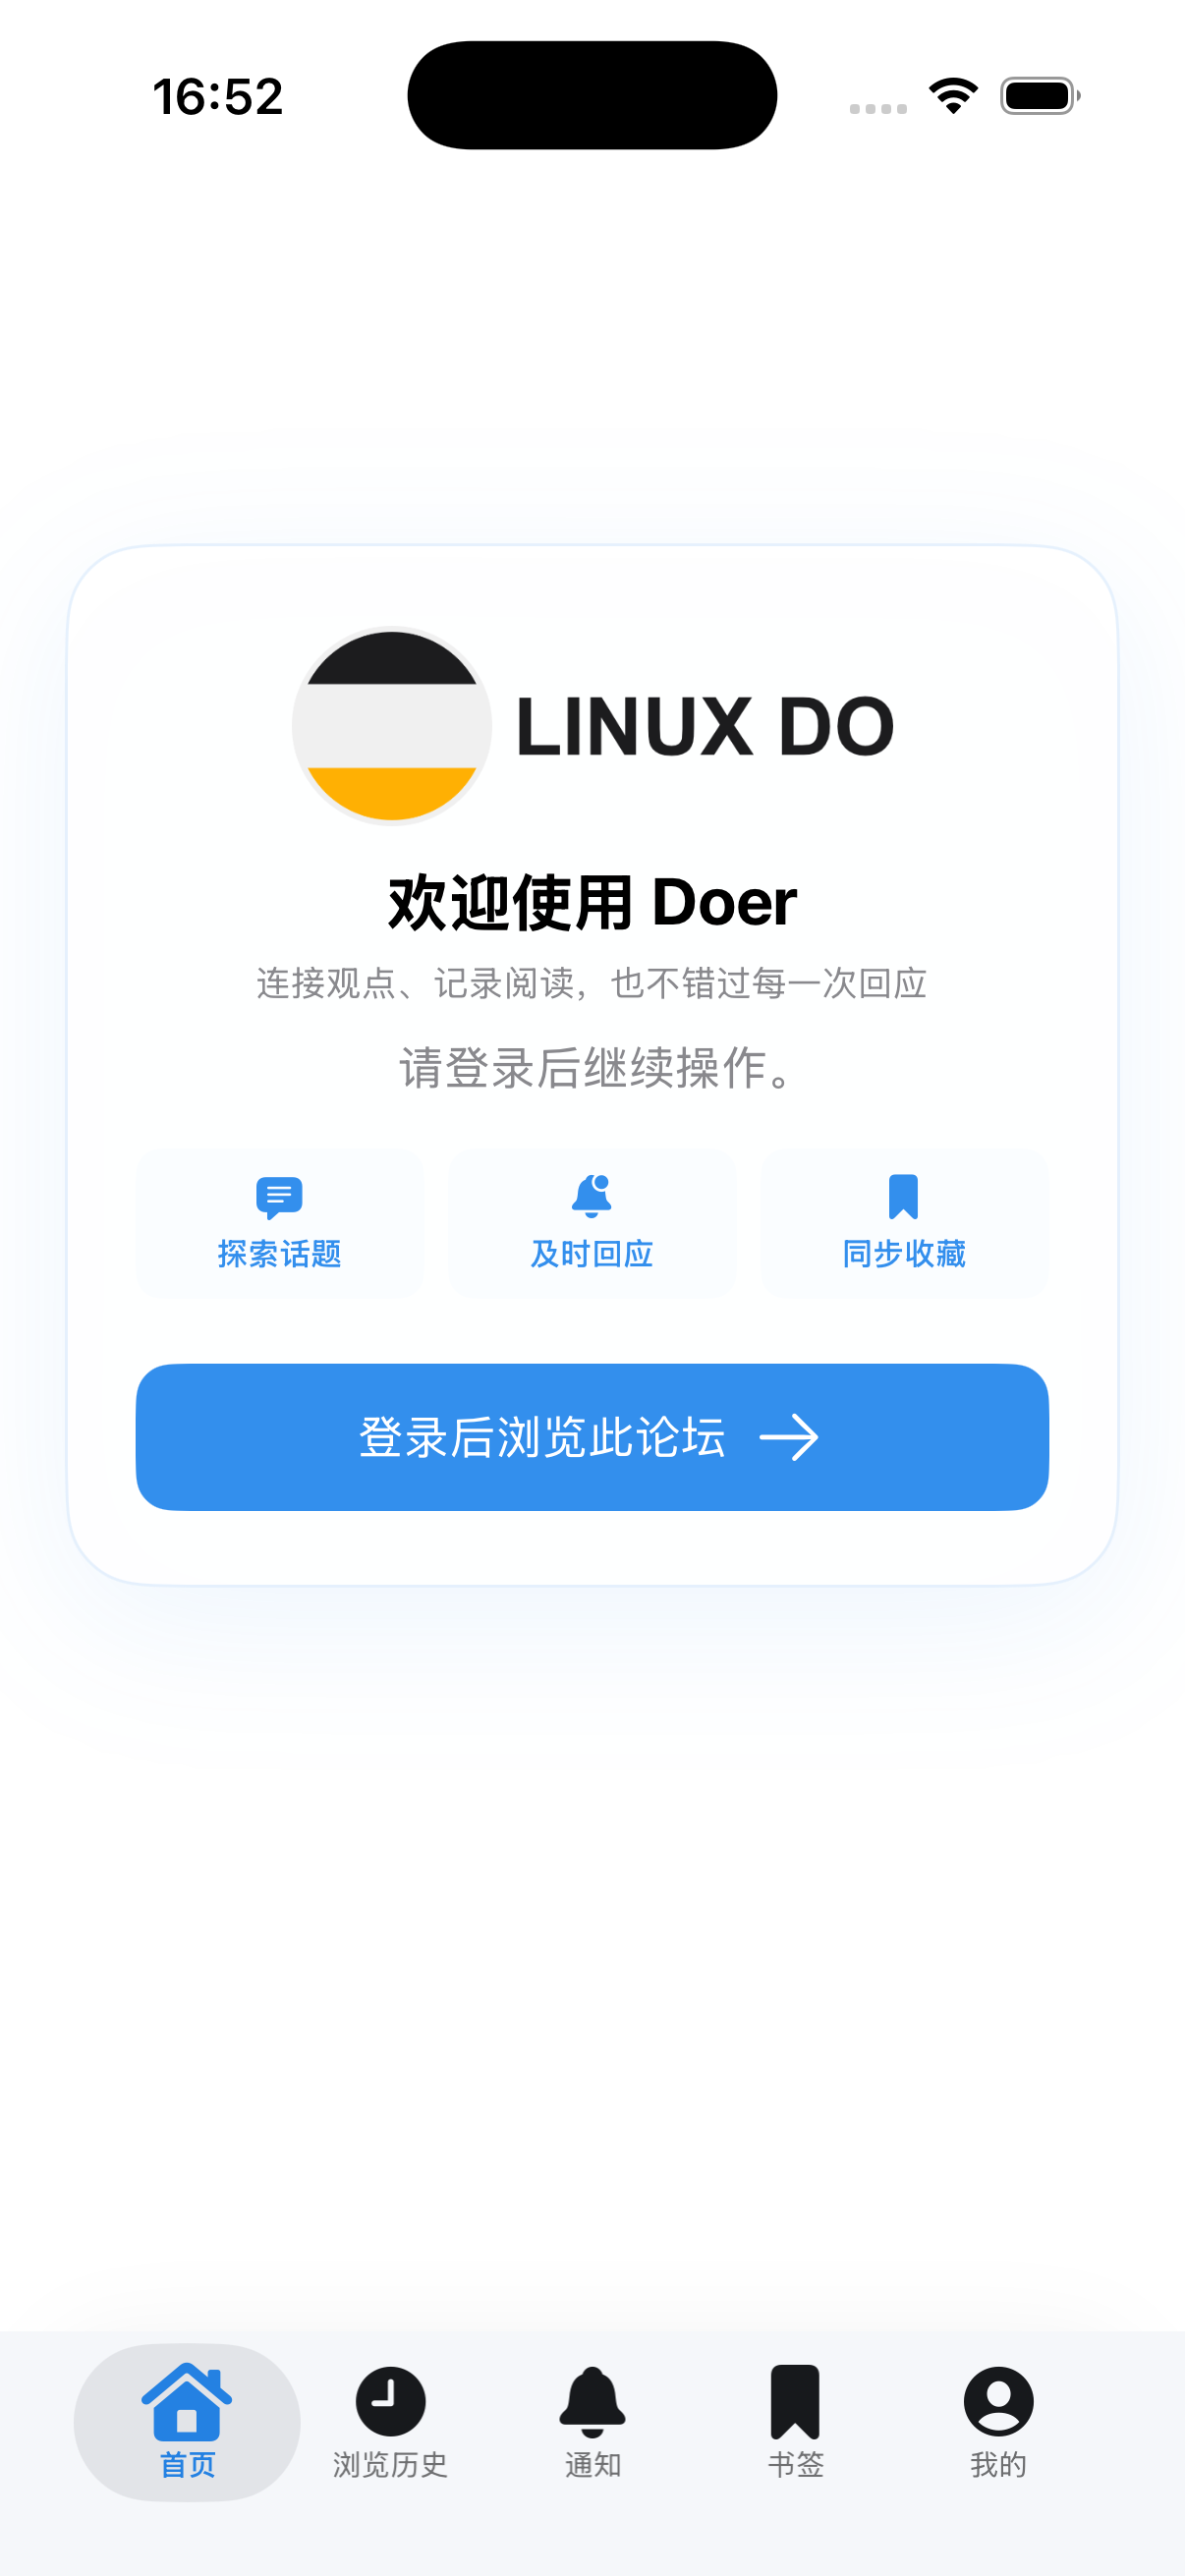 16:52
LINUX DO
欢迎使用 Doer
连接观点、记录阅读，也不错过每一次回应
请登录后继续操作。
探索话题
及时回应
同步收藏
登录后浏览此论坛
首页
浏览历史
通知
书签
我的